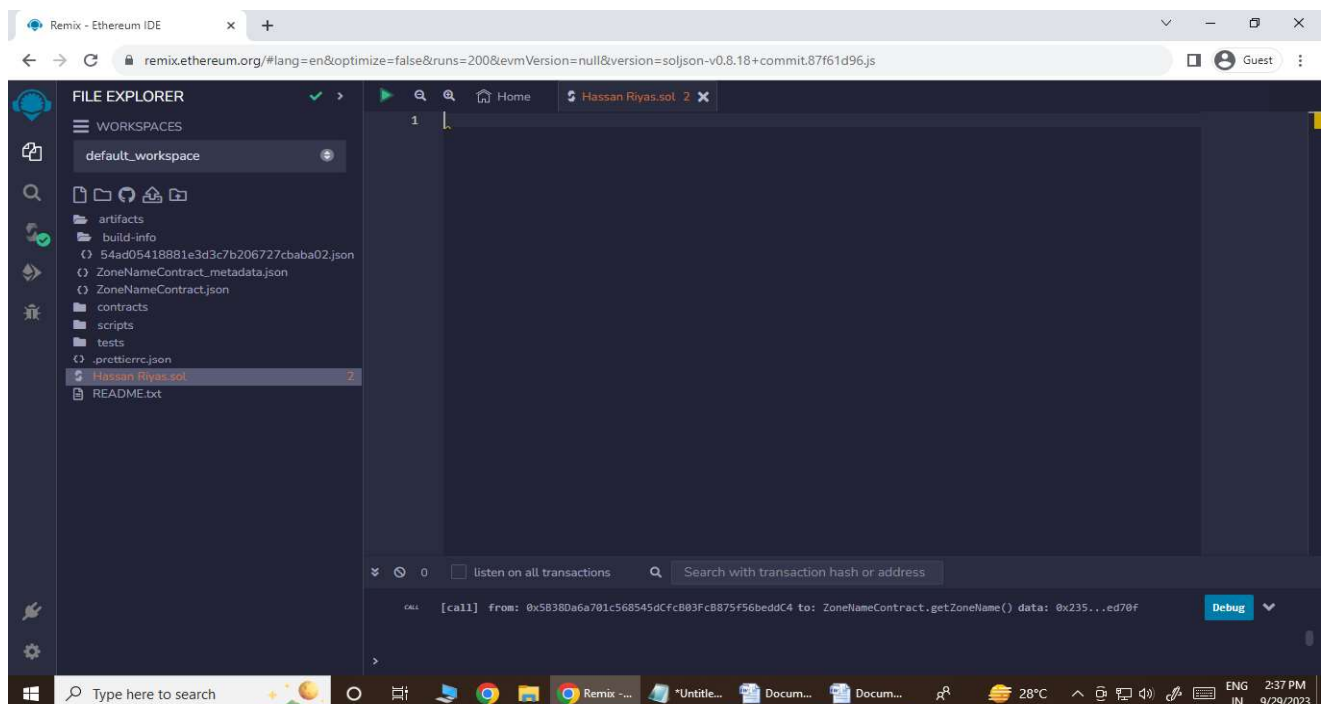 Remix - Ethereum IDE
remix.ethereum.org/#lang=en&optimize=false&runs=200&evmVersion=null&version=soljson-v0.8.18+commit.87f61d96.js
Guest
FILE EXPLORER
Home
Hassan Riyas.sol 2
WORKSPACES
1
default_workspace
artifacts
build-info
54ad05418881e3d3c7b206727cbaba02.json
ZoneNameContract_metadata.json
ZoneNameContract.json
contracts
scripts
tests
.prettierrc.json
Hassan Riyas.sol 2
README.txt
0 listen on all transactions Search with transaction hash or address
CALL [call] from: 0x5B38Da6a701c568545dCfcB03FcB875f56beddC4 to: ZoneNameContract.getZoneName() data: 0x235...ed70f Debug
>
Type here to search
Remix -...
*Untitle...
Docum...
Docum...
28°C
ENG
IN
2:37 PM
9/29/2023